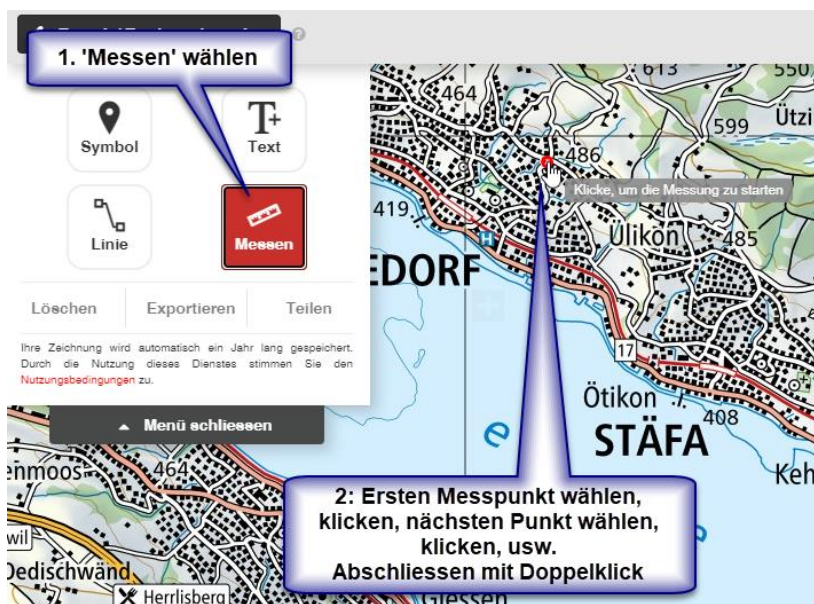 1. 'Messen' wählen
Symbol
Text
Linie
Messen
Löschen
Exportieren
Teilen
Ihre Zeichnung wird automatisch ein Jahr lang gespeichert.
Durch die Nutzung dieses Dienstes stimmen Sie den
Nutzungsbedingungen zu.
Menü schliessen
613
550
464
599
Ützi
486
Klicke, um die Messung zu starten
419
H
Ülikon
485
EDORF
17
Ötikon
408
STÄFA
Keh
e
enmoos
464
2: Ersten Messpunkt wählen,
klicken, nächsten Punkt wählen,
klicken, usw.
Abschliessen mit Doppelklick
e
wil
Oedischwänd
Herrlisberg
Giessen